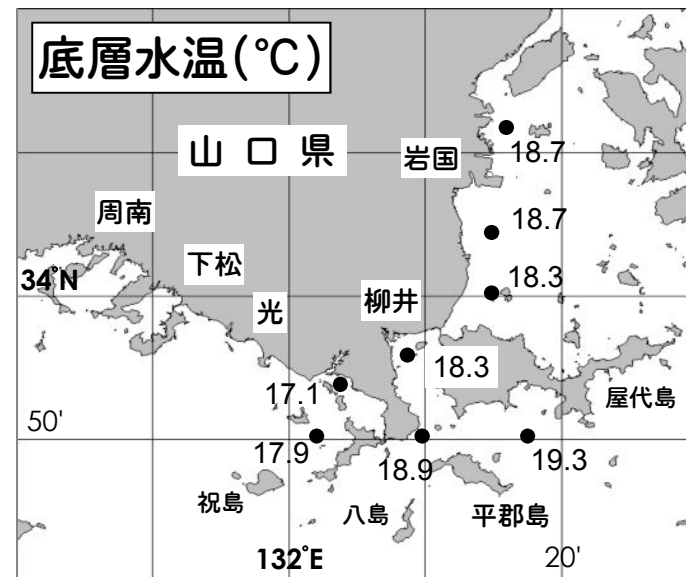 底層水温(℃)
山口県
岩国
18.7
周南
18.7
下松
34°N
18.3
光
柳井
18.3
17.1
屋代島
50'
17.9
18.9
19.3
祝島
八島
平郡島
132°E
20'